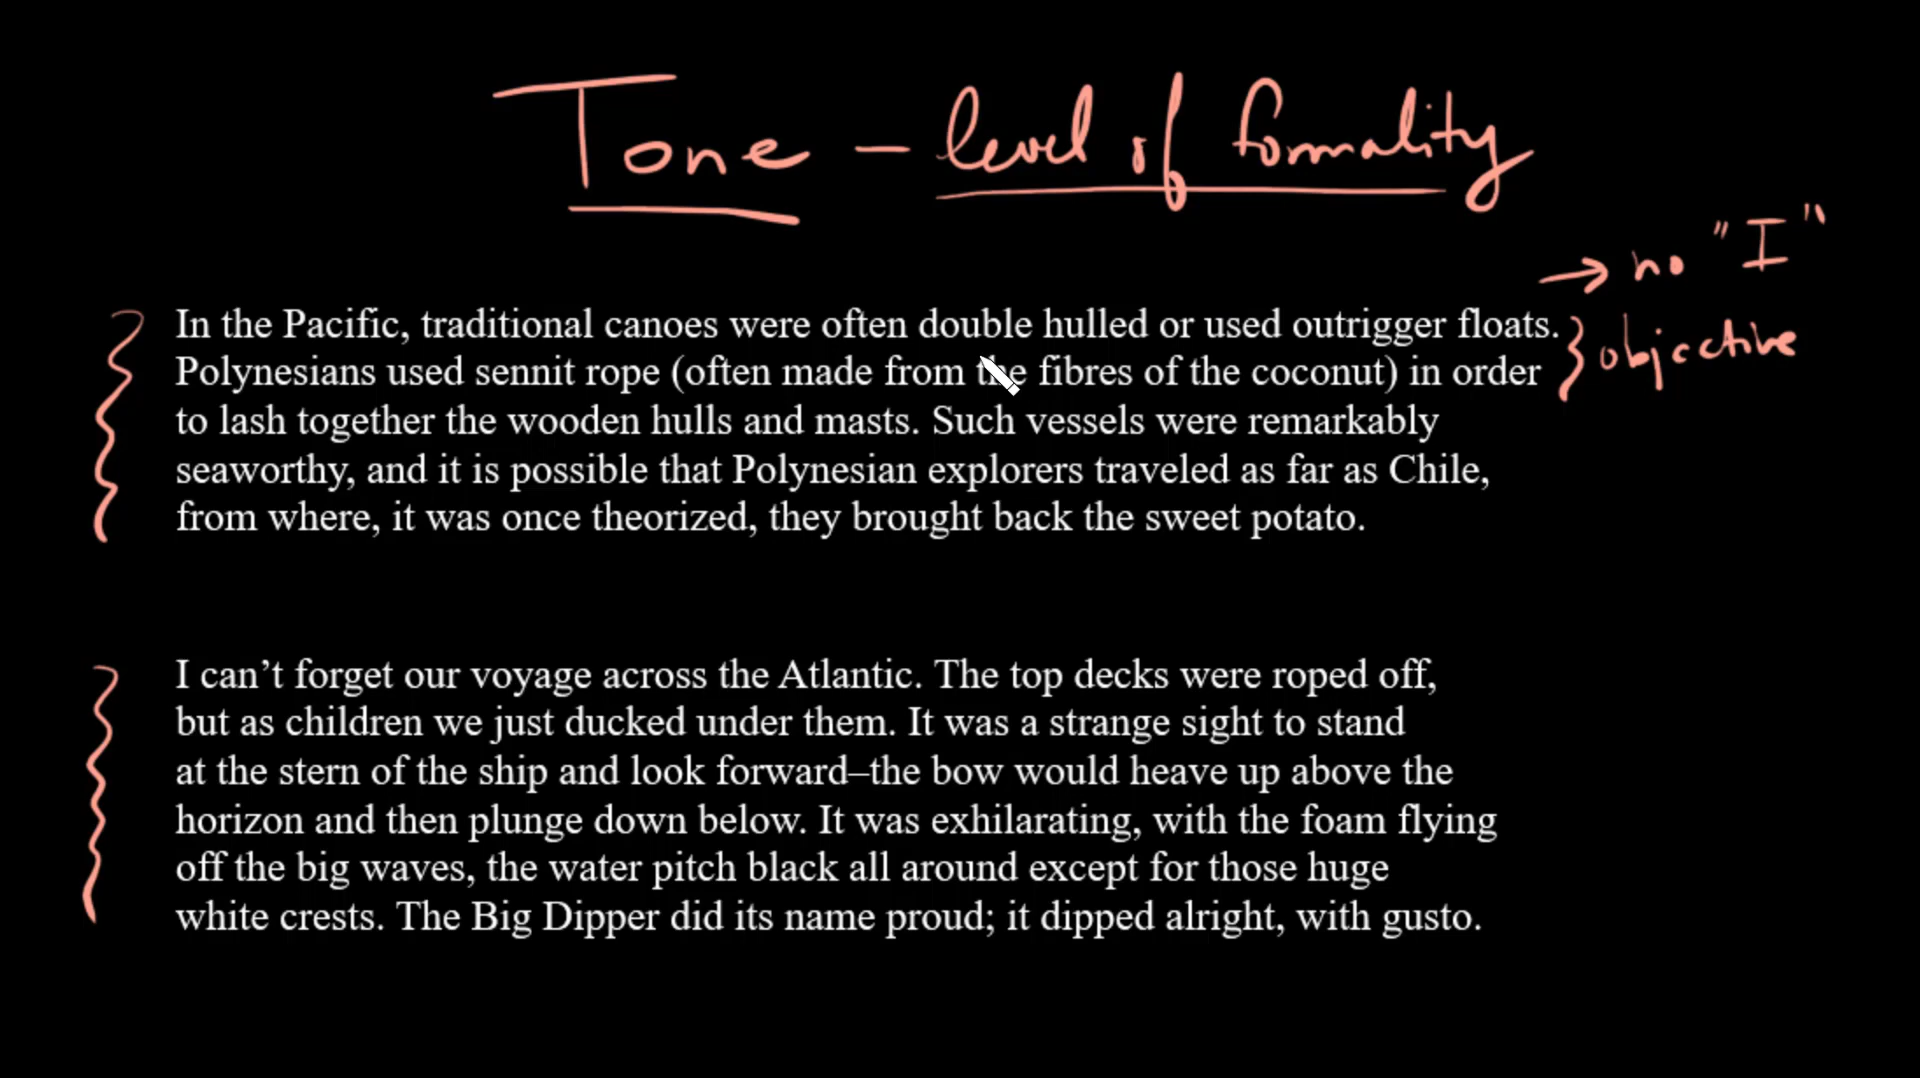 Tone – level of formality
→ no "I"
In the Pacific, traditional canoes were often double hulled or used outrigger floats.
Polynesians used sennit rope (often made from the fibres of the coconut) in order
to lash together the wooden hulls and masts. Such vessels were remarkably
seaworthy, and it is possible that Polynesian explorers traveled as far as Chile,
from where, it was once theorized, they brought back the sweet potato.
objective
I can’t forget our voyage across the Atlantic. The top decks were roped off,
but as children we just ducked under them. It was a strange sight to stand
at the stern of the ship and look forward–the bow would heave up above the
horizon and then plunge down below. It was exhilarating, with the foam flying
off the big waves, the water pitch black all around except for those huge
white crests. The Big Dipper did its name proud; it dipped alright, with gusto.